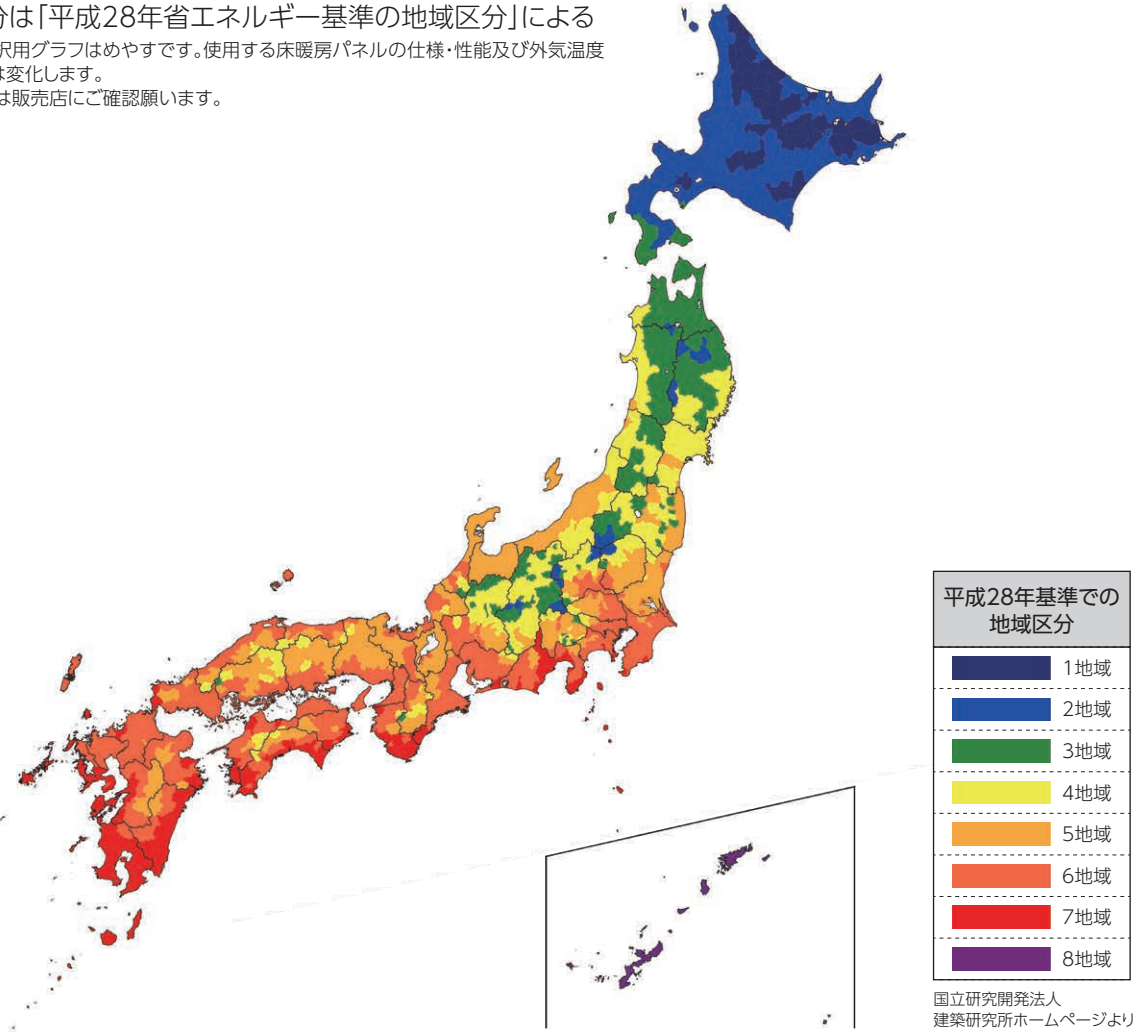 分は「平成28年省エネルギー基準の地域区分」による
択用グラフはめやすです。使用する床暖房パネルの仕様・性能及び外気温度
は変化します。
は販売店にご確認願います。
平成28年基準での
地域区分
1地域
2地域
3地域
4地域
5地域
6地域
7地域
8地域
国立研究開発法人
建築研究所ホームページより